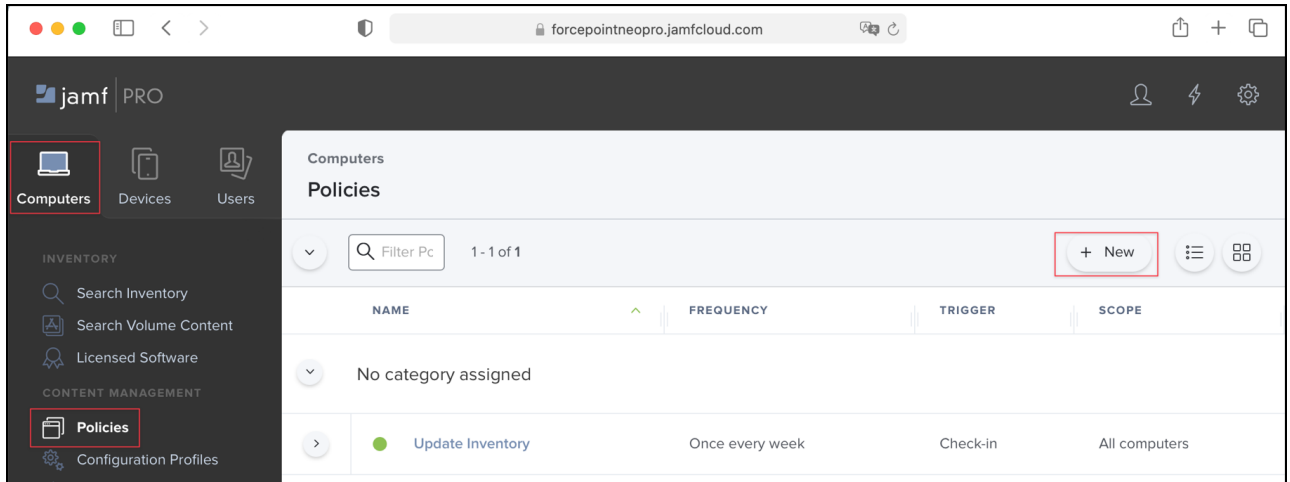 forcepointneopro.jamfcloud.com
jamf PRO
Computers
Devices
Users
Computers
Policies
INVENTORY
Search Inventory
Search Volume Content
Licensed Software
CONTENT MANAGEMENT
Policies
Configuration Profiles
Filter Pc
1 - 1 of 1
+ New
NAME
FREQUENCY
TRIGGER
SCOPE
No category assigned
Update Inventory
Once every week
Check-in
All computers